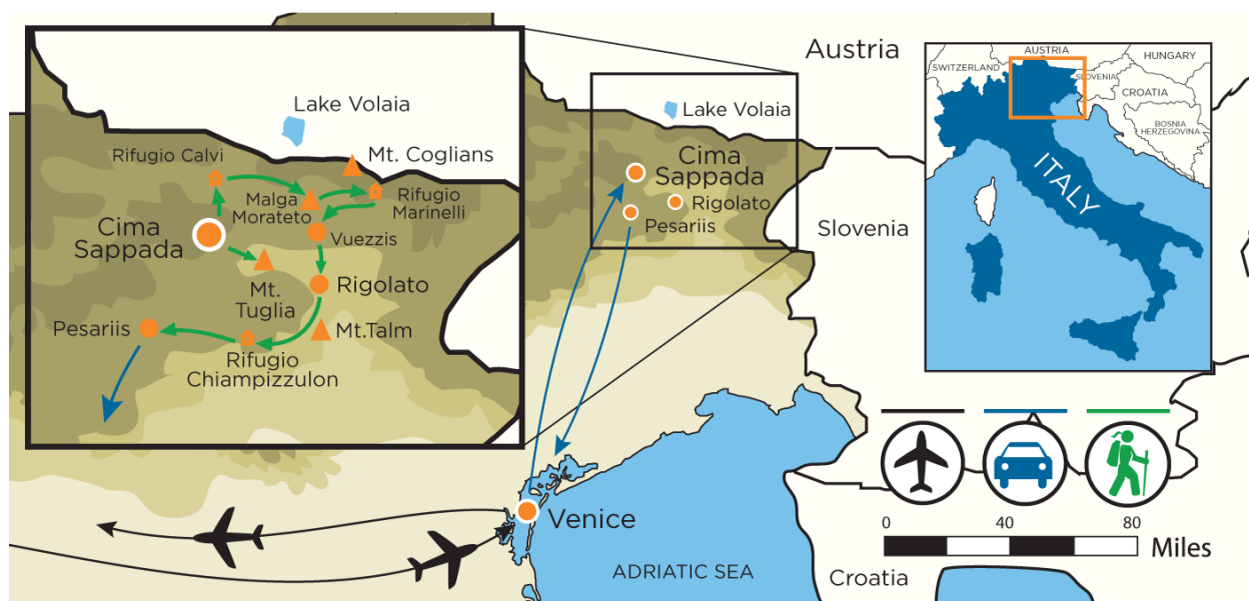 Lake Volaia
Rifugio Calvi
Mt. Coglians
Malga
Morateto
Rifugio
Marinelli
Cima
Sappada
Vuezzis
Mt.
Tuglia
Rigolato
Pesariis
Mt.Talm
Rifugio
Chiampizzulon
Austria
Lake Volaia
Cima
Sappada
Rigolato
Pesariis
Slovenia
Venice
ADRIATIC SEA
Croatia
AUSTRIA
HUNGARY
SWITZERLAND
SLOVENIA
CROATIA
BOSNIA
HERZEGOVINA
ITALY
0 40 80
Miles